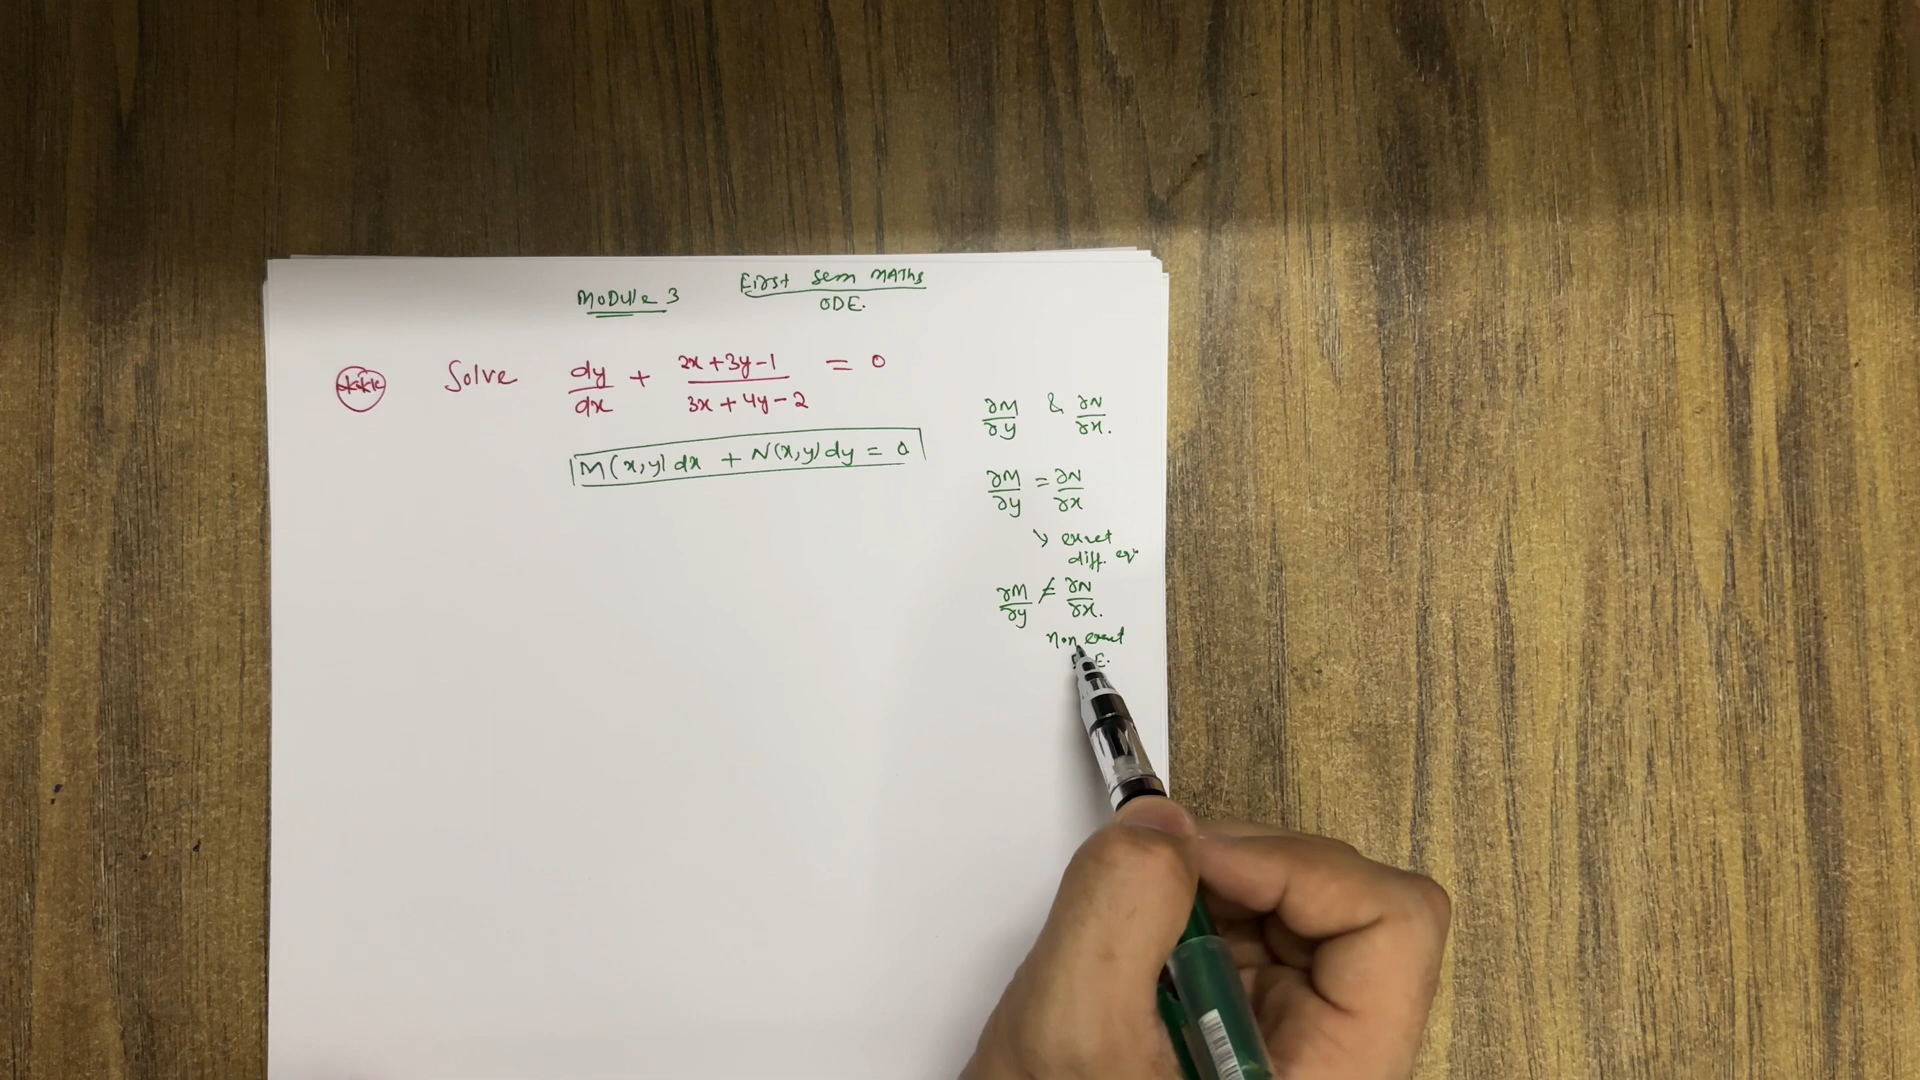 Module 3 First sem MATHs
ODE.
Solve dy/dx + (2x+3y-1)/(3x+4y-2) = 0
M(x,y)dx + N(x,y)dy = 0
∂M/∂y & ∂N/∂x.
∂M/∂y = ∂N/∂x
↘ exact
diff. eqn
∂M/∂y ≠ ∂N/∂x.
non exact